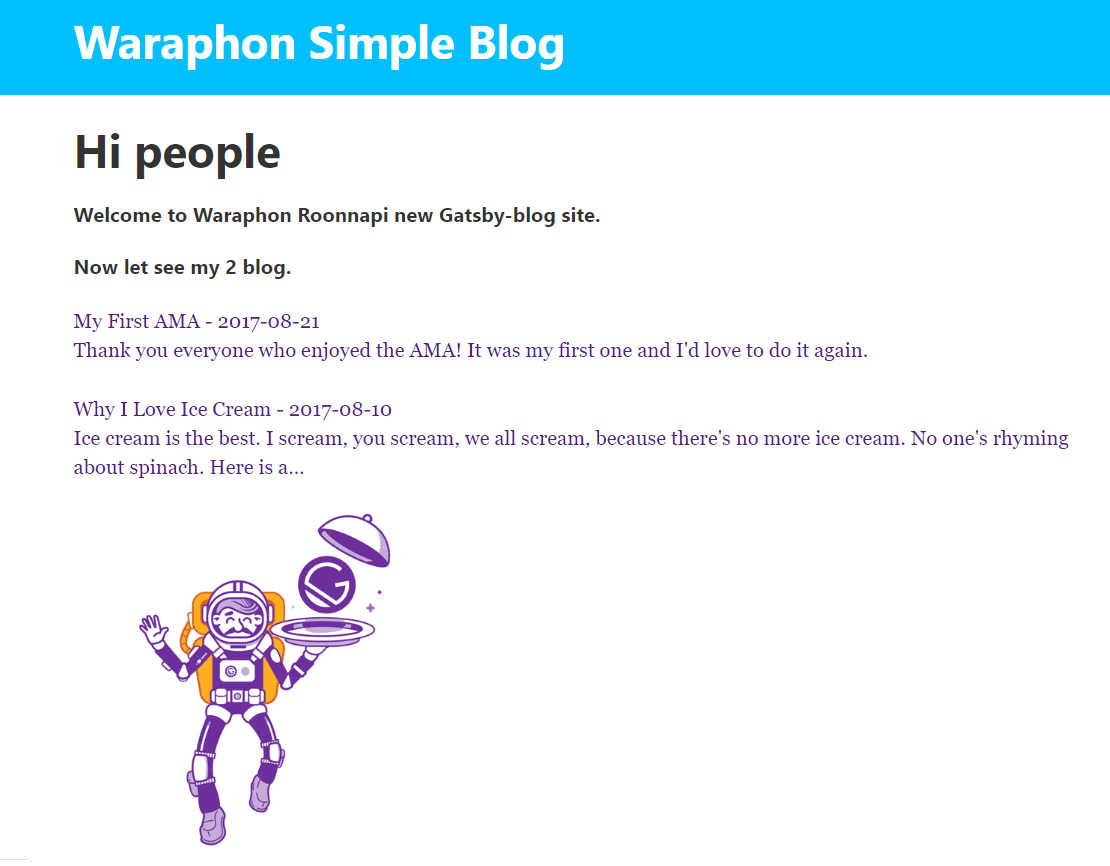 Waraphon Simple Blog
Hi people
Welcome to Waraphon Roonnapi new Gatsby-blog site.
Now let see my 2 blog.
My First AMA - 2017-08-21
Thank you everyone who enjoyed the AMA! It was my first one and I'd love to do it again.
Why I Love Ice Cream - 2017-08-10
Ice cream is the best. I scream, you scream, we all scream, because there's no more ice cream. No one's rhyming
about spinach. Here is a…